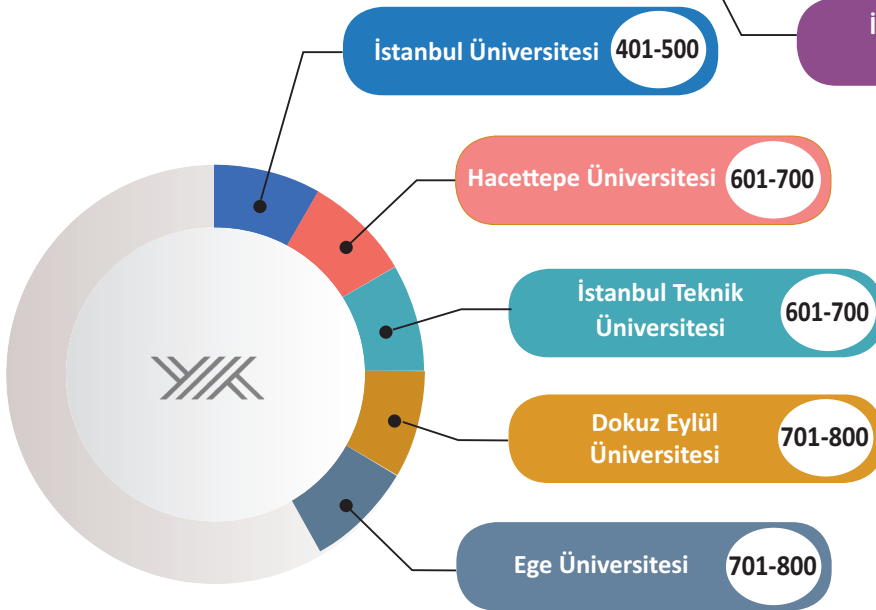 İstanbul Üniversitesi 401-500
Hacettepe Üniversitesi 601-700
İstanbul Teknik
Üniversitesi
601-700
Dokuz Eylül
Üniversitesi
701-800
Ege Üniversitesi 701-800